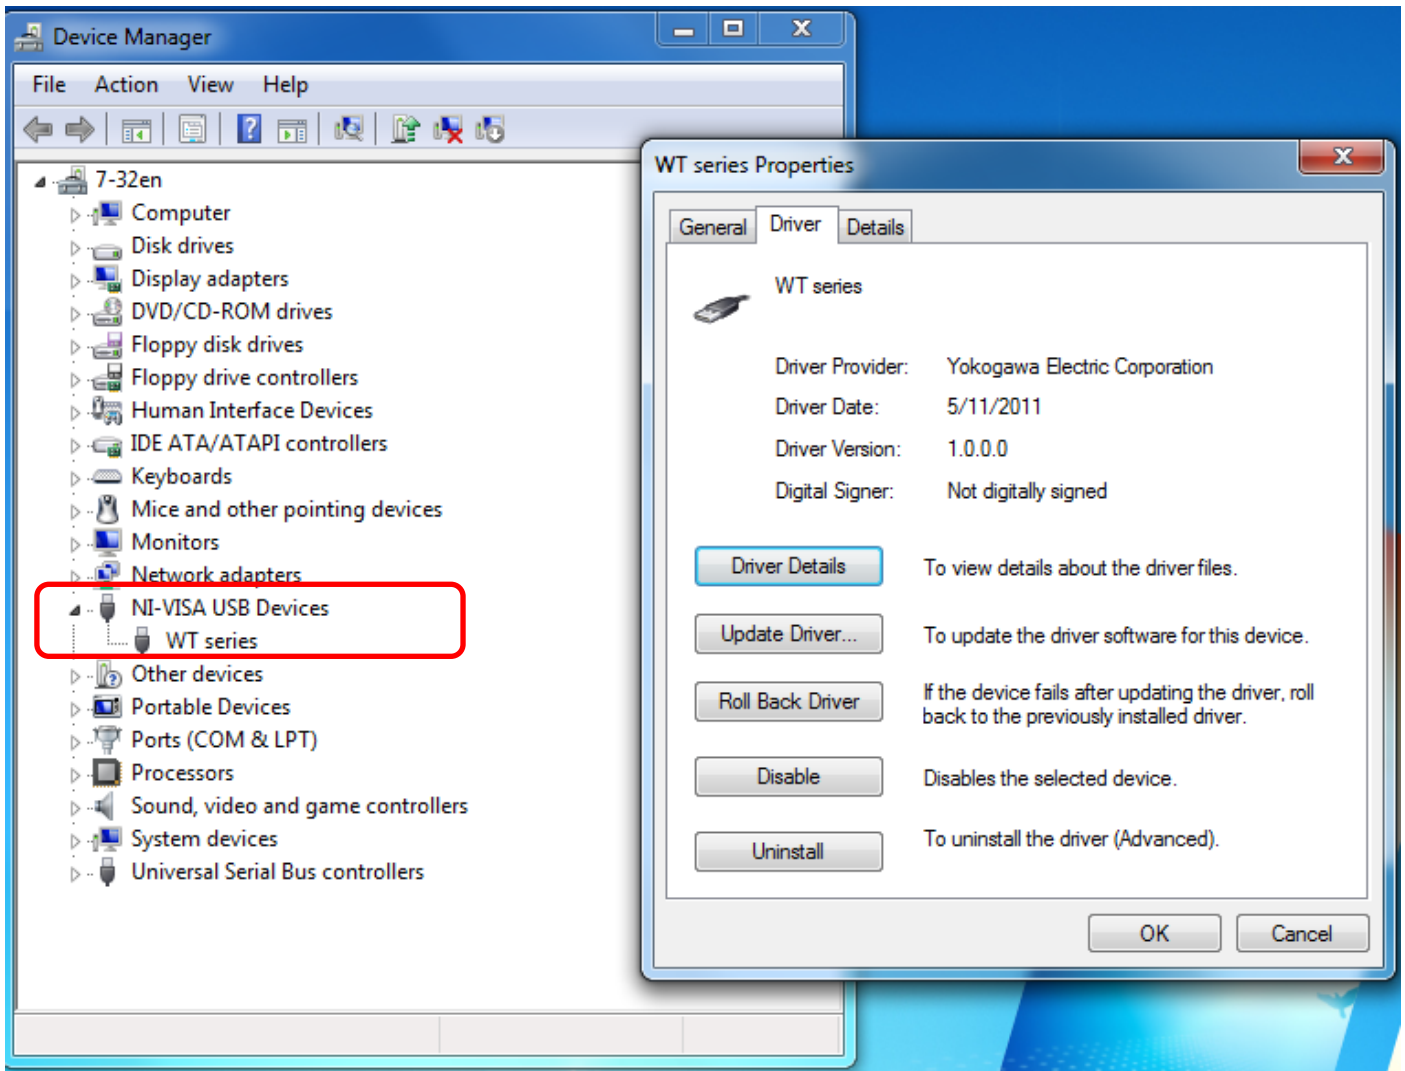 Device Manager
File Action View Help
7-32en
Computer
Disk drives
Display adapters
DVD/CD-ROM drives
Floppy disk drives
Floppy drive controllers
Human Interface Devices
IDE ATA/ATAPI controllers
Keyboards
Mice and other pointing devices
Monitors
Network adapters
NI-VISA USB Devices
WT series
Other devices
Portable Devices
Ports (COM & LPT)
Processors
Sound, video and game controllers
System devices
Universal Serial Bus controllers
WT series Properties
General Driver Details
WT series
Driver Provider: Yokogawa Electric Corporation
Driver Date: 5/11/2011
Driver Version: 1.0.0.0
Digital Signer: Not digitally signed
Driver Details To view details about the driver files.
Update Driver... To update the driver software for this device.
Roll Back Driver If the device fails after updating the driver, roll
back to the previously installed driver.
Disable Disables the selected device.
Uninstall To uninstall the driver (Advanced).
OK Cancel